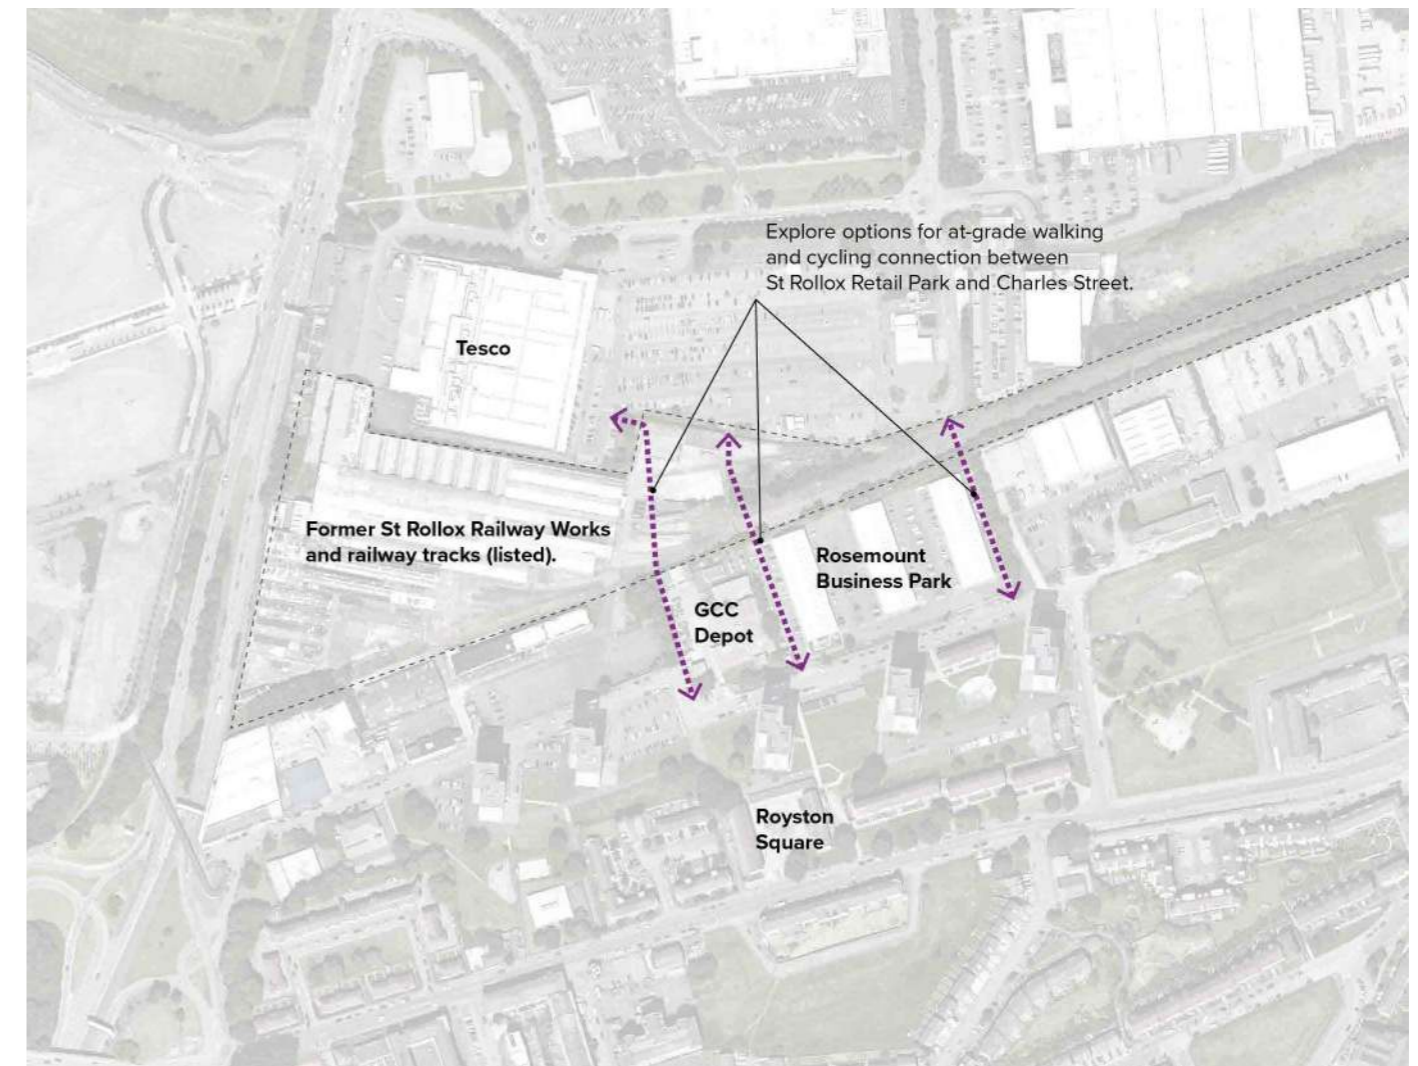 Explore options for at-grade walking
and cycling connection between
St Rollox Retail Park and Charles Street.
Tesco
Former St Rollox Railway Works
and railway tracks (listed).
Rosemount
Business Park
GCC
Depot
Royston
Square